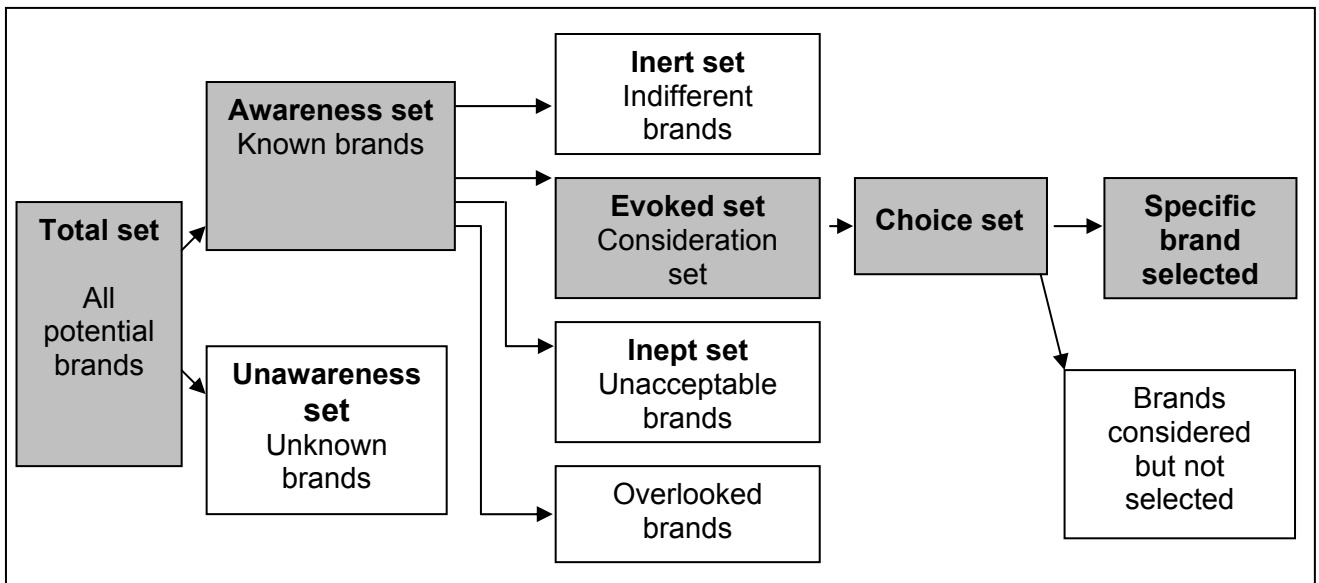 Total set
All
potential
brands
Awareness set
Known brands
Unawareness
set
Unknown
brands
Inert set
Indifferent
brands
Evoked set
Consideration
set
Inept set
Unacceptable
brands
Overlooked
brands
Choice set
Specific
brand
selected
Brands
considered
but not
selected